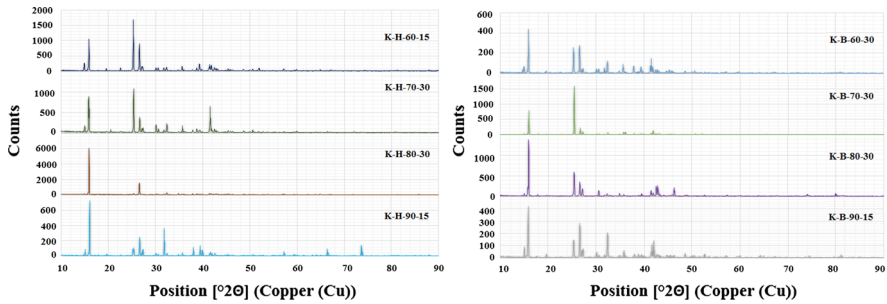 Counts
2000
1500
1000
500
0
K-H-60-15
1000
500
0
K-H-70-30
6000
4000
2000
0
K-H-80-30
600
400
200
0
K-H-90-15
10 20 30 40 50 60 70 80 90
Position [°2Θ] (Copper (Cu))
Counts
600
400
200
0
K-B-60-30
1500
1000
500
0
K-B-70-30
1000
500
0
K-B-80-30
400
300
200
100
0
K-B-90-15
10 20 30 40 50 60 70 80 90
Position [°2Θ] (Copper (Cu))